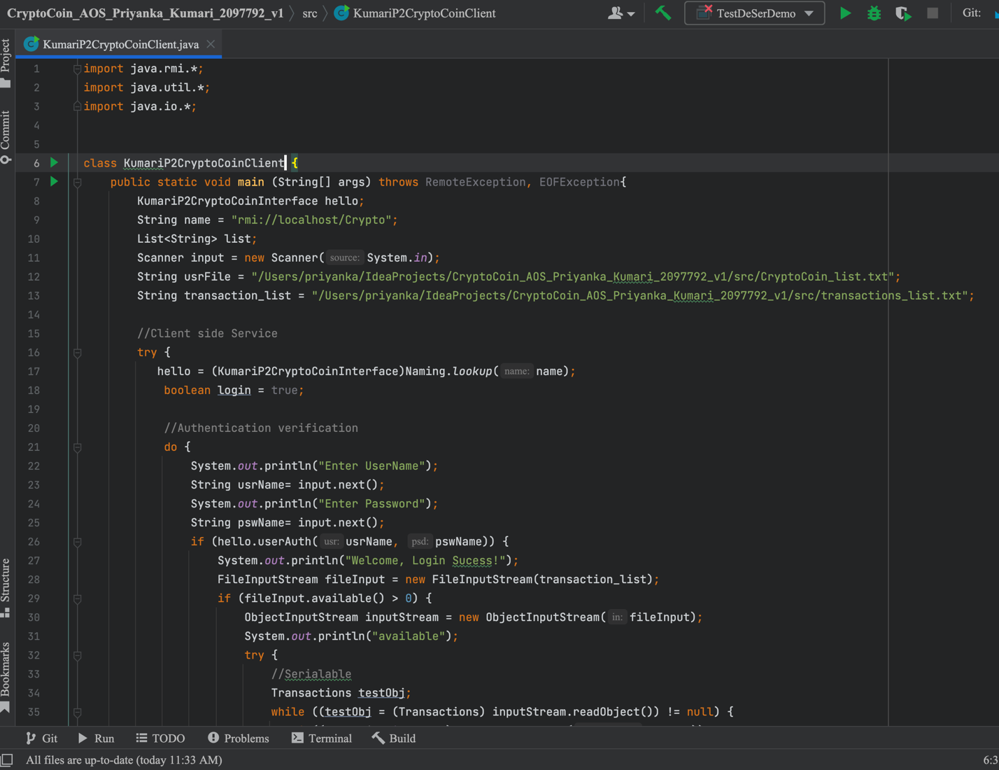 CryptoCoin_AOS_Priyanka_Kumari_2097792_v1 src KumariP2CryptoCoinClient TestDeSerDemo Git:
KumariP2CryptoCoinClient.java
Project
Commit
Structure
Bookmarks
1 import java.rmi.*;
2 import java.util.*;
3 import java.io.*;
4
5
6 class KumariP2CryptoCoinClient {
7 public static void main (String[] args) throws RemoteException, EOFException{
8 KumariP2CryptoCoinInterface hello;
9 String name = "rmi://localhost/Crypto";
10 List<String> list;
11 Scanner input = new Scanner( source: System.in);
12 String usrFile = "/Users/priyanka/IdeaProjects/CryptoCoin_AOS_Priyanka_Kumari_2097792_v1/src/CryptoCoin_list.txt";
13 String transaction_list = "/Users/priyanka/IdeaProjects/CryptoCoin_AOS_Priyanka_Kumari_2097792_v1/src/transactions_list.txt";
14
15 //Client side Service
16 try {
17 hello = (KumariP2CryptoCoinInterface)Naming.lookup( name: name);
18 boolean login = true;
19
20 //Authentication verification
21 do {
22 System.out.println("Enter UserName");
23 String usrName= input.next();
24 System.out.println("Enter Password");
25 String pswName= input.next();
26 if (hello.userAuth( usr: usrName, psd: pswName)) {
27 System.out.println("Welcome, Login Sucess!");
28 FileInputStream fileInput = new FileInputStream(transaction_list);
29 if (fileInput.available() > 0) {
30 ObjectInputStream inputStream = new ObjectInputStream( in: fileInput);
31 System.out.println("available");
32 try {
33 //Serialable
34 Transactions testObj;
35 while ((testObj = (Transactions) inputStream.readObject()) != null) {
Git Run TODO Problems Terminal Build
All files are up-to-date (today 11:33 AM) 6:3